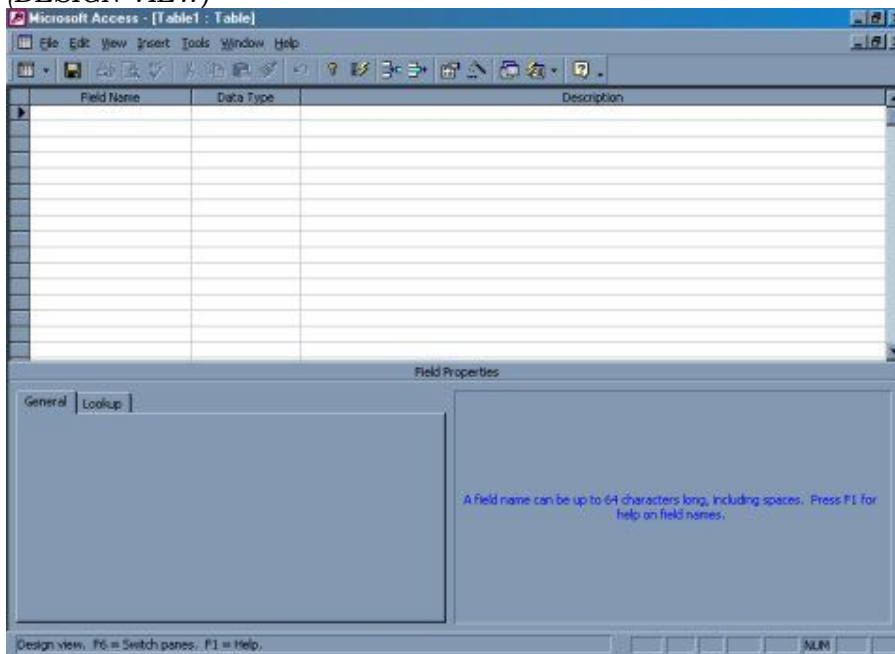 (DESIGN VIEW)
Microsoft Access - [Table1 : Table]
File Edit View Insert Tools Window Help
Field Name Data Type Description
Field Properties
General Lookup
A field name can be up to 64 characters long, including spaces. Press F1 for
help on field names.
Design view. F6 = Switch panes. F1 = Help. NUM